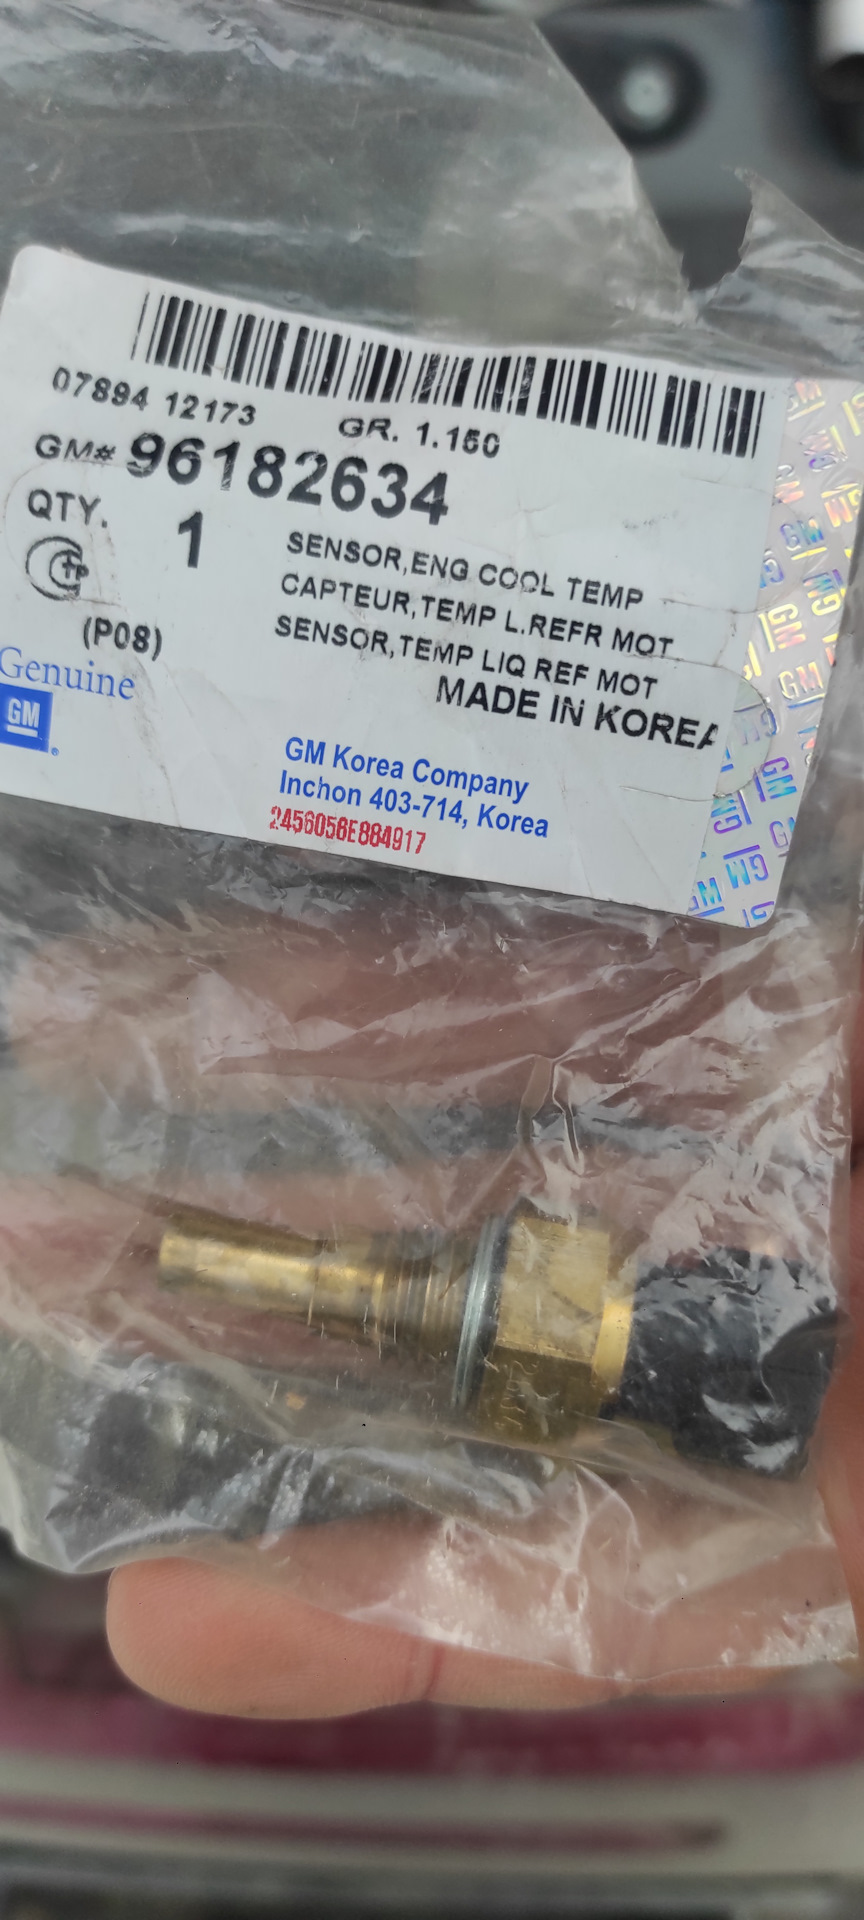 07894 12173
GR. 1.150
GM# 96182634
QTY. 1
SENSOR,ENG COOL TEMP
CAPTEUR,TEMP L.REFR MOT
SENSOR,TEMP LIQ REF MOT
(P08)
MADE IN KOREA
Genuine
GM
GM Korea Company
Inchon 403-714, Korea
2456058E884917